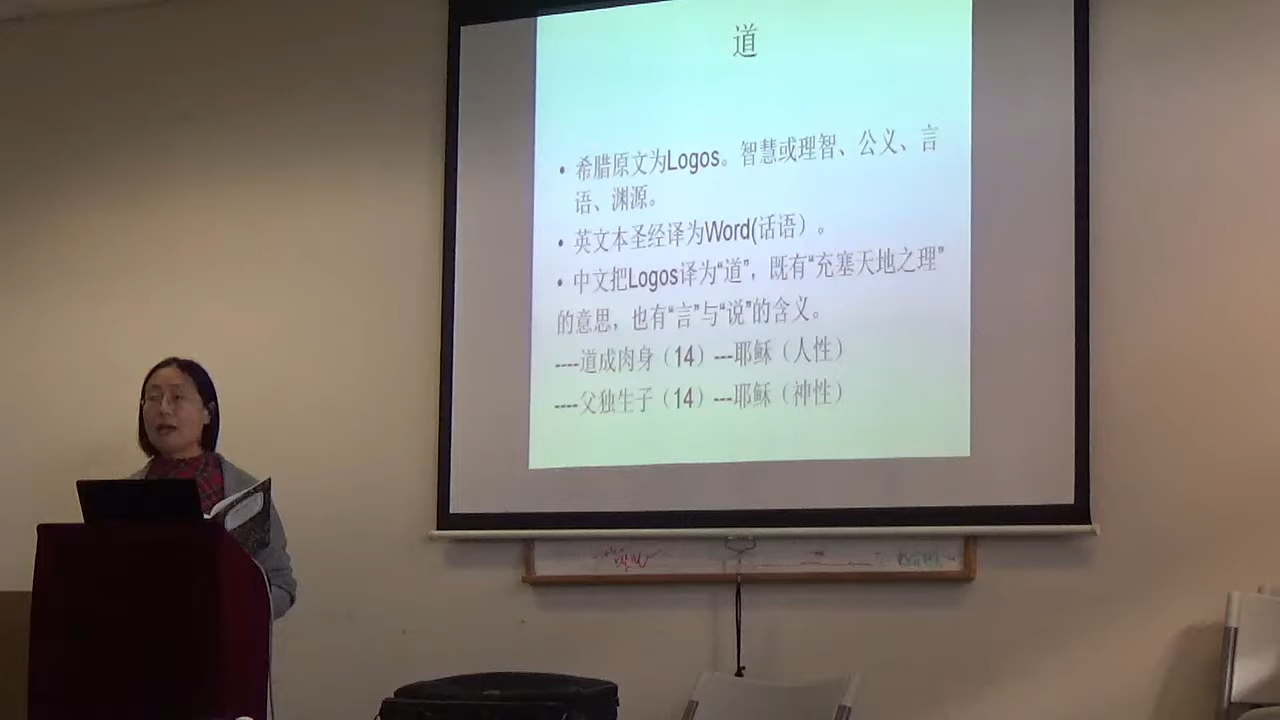 道
• 希腊原文为Logos。智慧或理智、公义、言
语、渊源。
• 英文本圣经译为Word(话语）。
• 中文把Logos译为“道”，既有“充塞天地之理”
的意思，也有“言”与“说”的含义。
----道成肉身（14）---耶稣（人性）
----父独生子（14）---耶稣（神性）